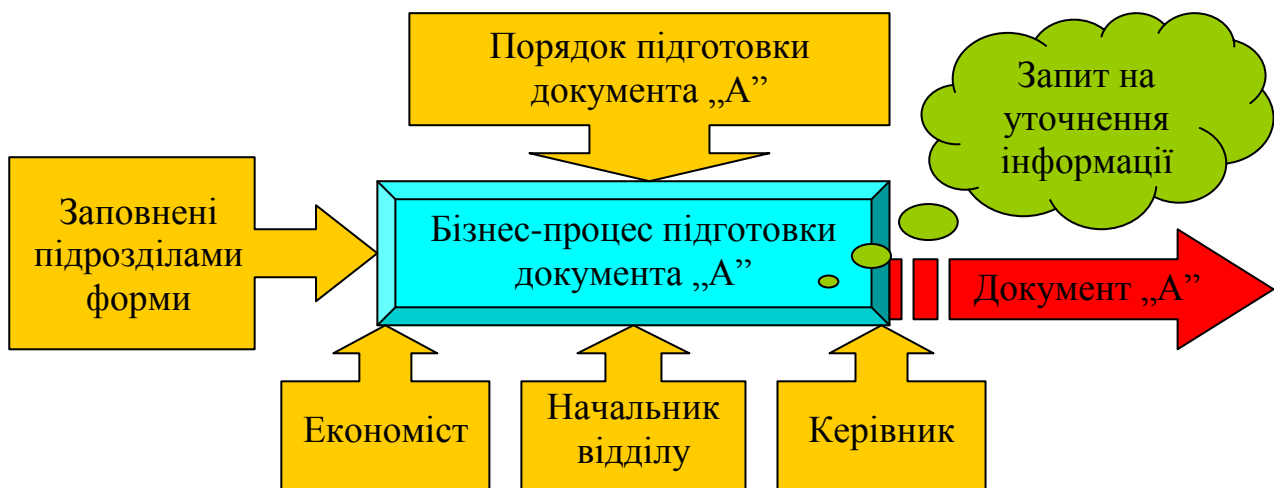 Порядок підготовки
документа „А”
Запит на
уточнення
інформації
Заповнені
підрозділами
форми
Бізнес-процес підготовки
документа „А”
Документ „А”
Економіст
Начальник
відділу
Керівник